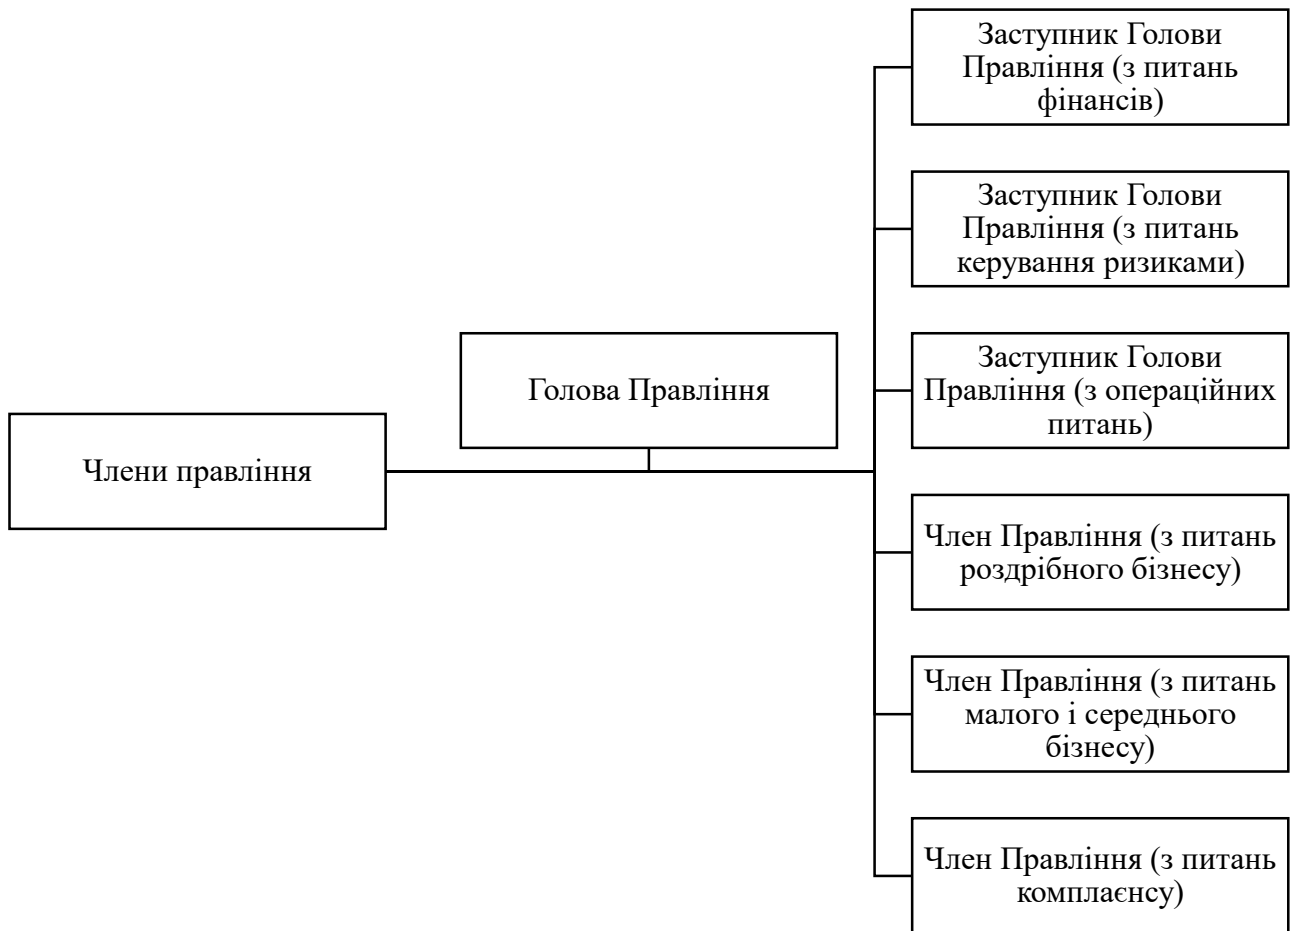 Члени правління
Голова Правління
Заступник Голови
Правління (з питань
фінансів)
Заступник Голови
Правління (з питань
керування ризиками)
Заступник Голови
Правління (з операційних
питань)
Член Правління (з питань
роздрібного бізнесу)
Член Правління (з питань
малого і середнього
бізнесу)
Член Правління (з питань
комплаєнсу)